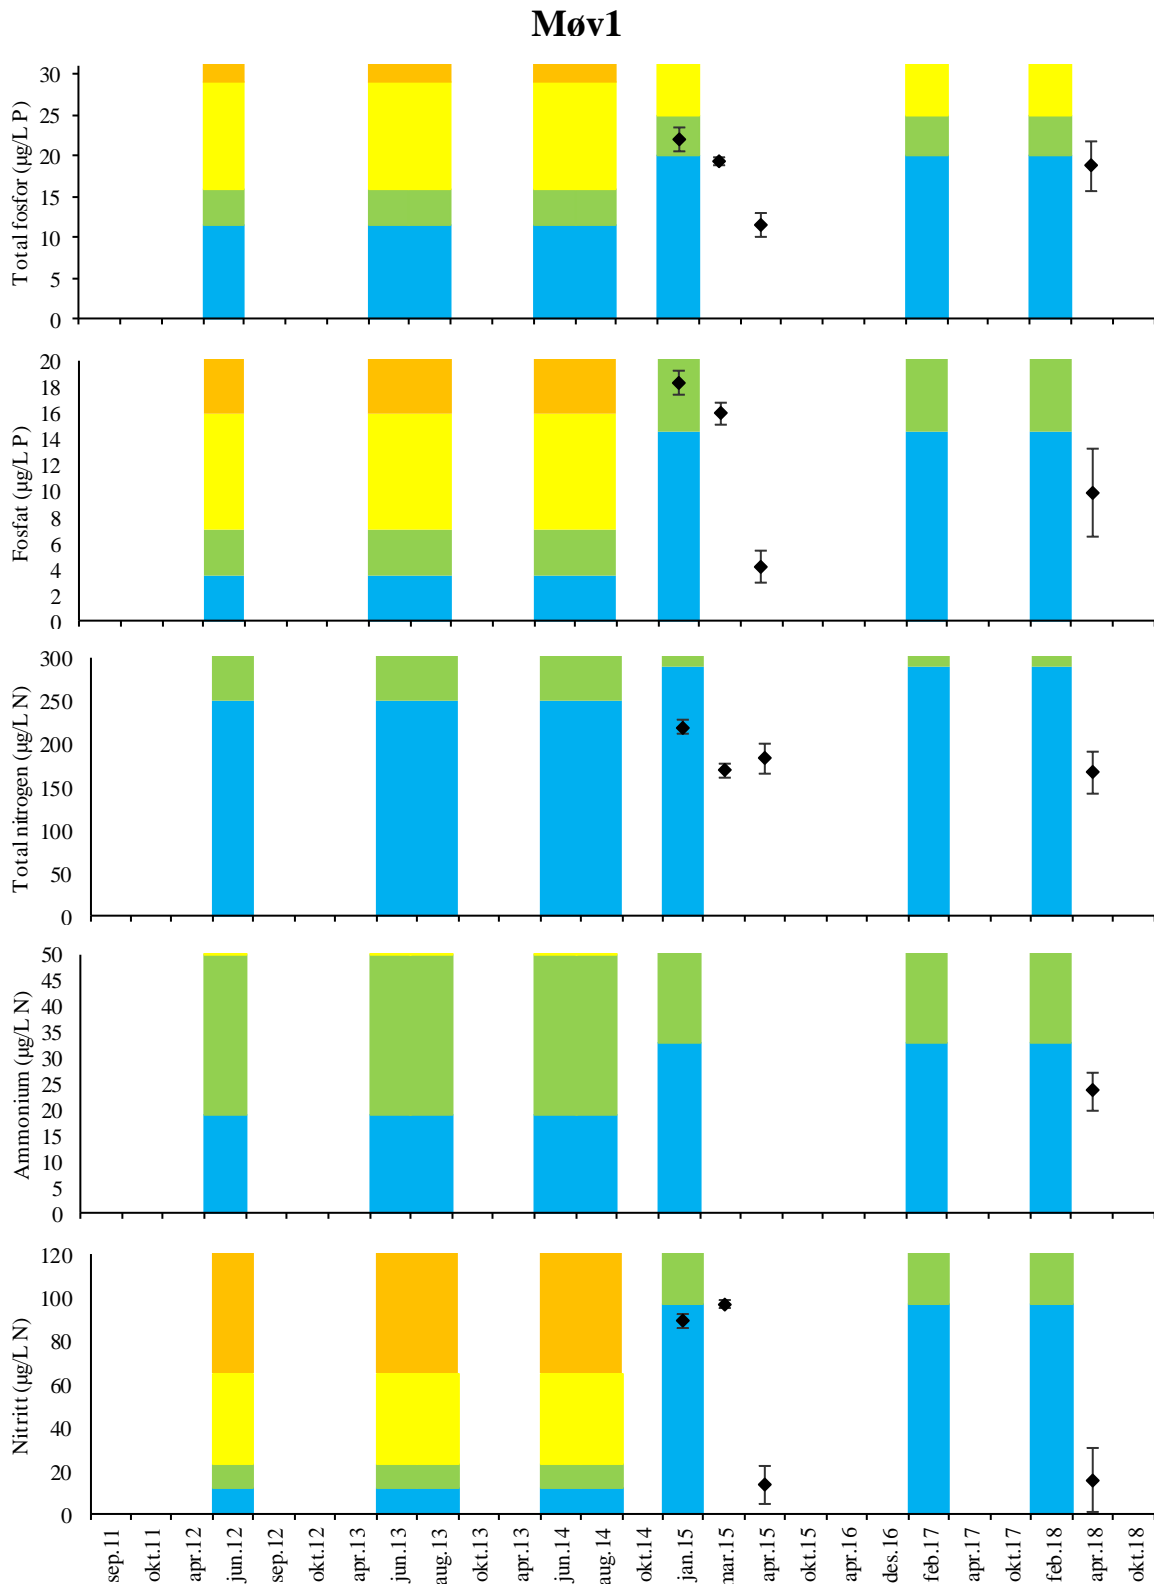 Møv1
Total fosfor (µg/L P)
30
25
20
15
10
5
0
Fosfat (µg/L P)
20
18
16
14
12
10
8
6
4
2
0
Total nitrogen (µg/L N)
300
250
200
150
100
50
0
Ammonium (µg/L N)
50
45
40
35
30
25
20
15
10
5
0
Nitritt (µg/L N)
120
100
80
60
40
20
0
sep.11
okt.11
apr.12
jun.12
sep.12
okt.12
apr.13
jun.13
aug.13
okt.13
apr.13
jun.14
aug.14
okt.14
jan.15
mar.15
apr.15
okt.15
apr.16
des.16
feb.17
apr.17
okt.17
feb.18
apr.18
okt.18